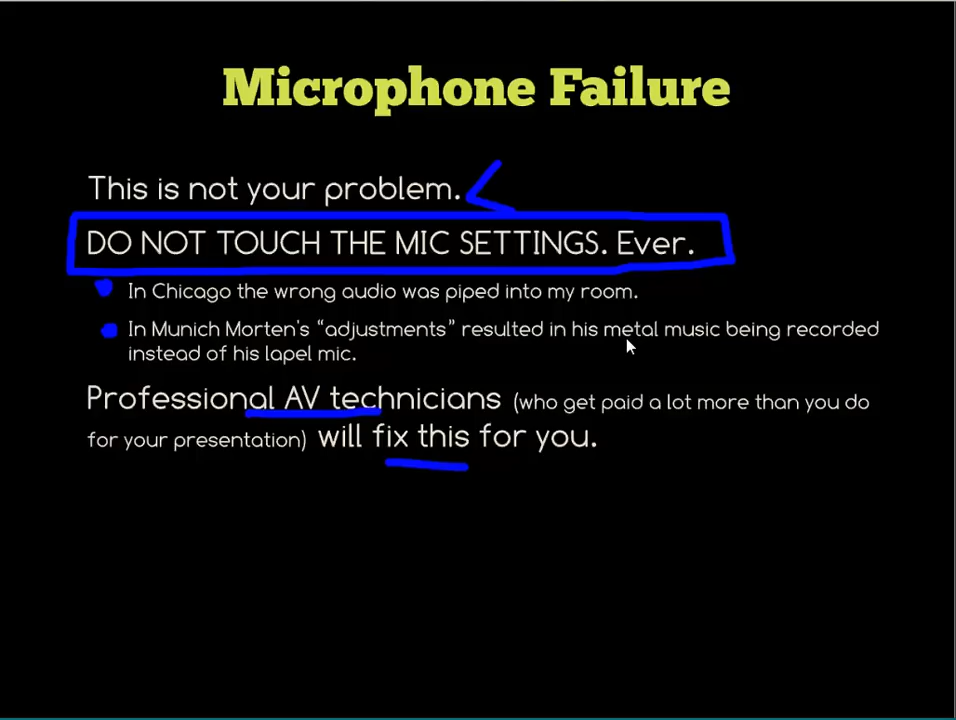 Microphone Failure
This is not your problem.
DO NOT TOUCH THE MIC SETTINGS. Ever.
In Chicago the wrong audio was piped into my room.
In Munich Morten's “adjustments” resulted in his metal music being recorded
instead of his lapel mic.
Professional AV technicians (who get paid a lot more than you do
for your presentation) will fix this for you.